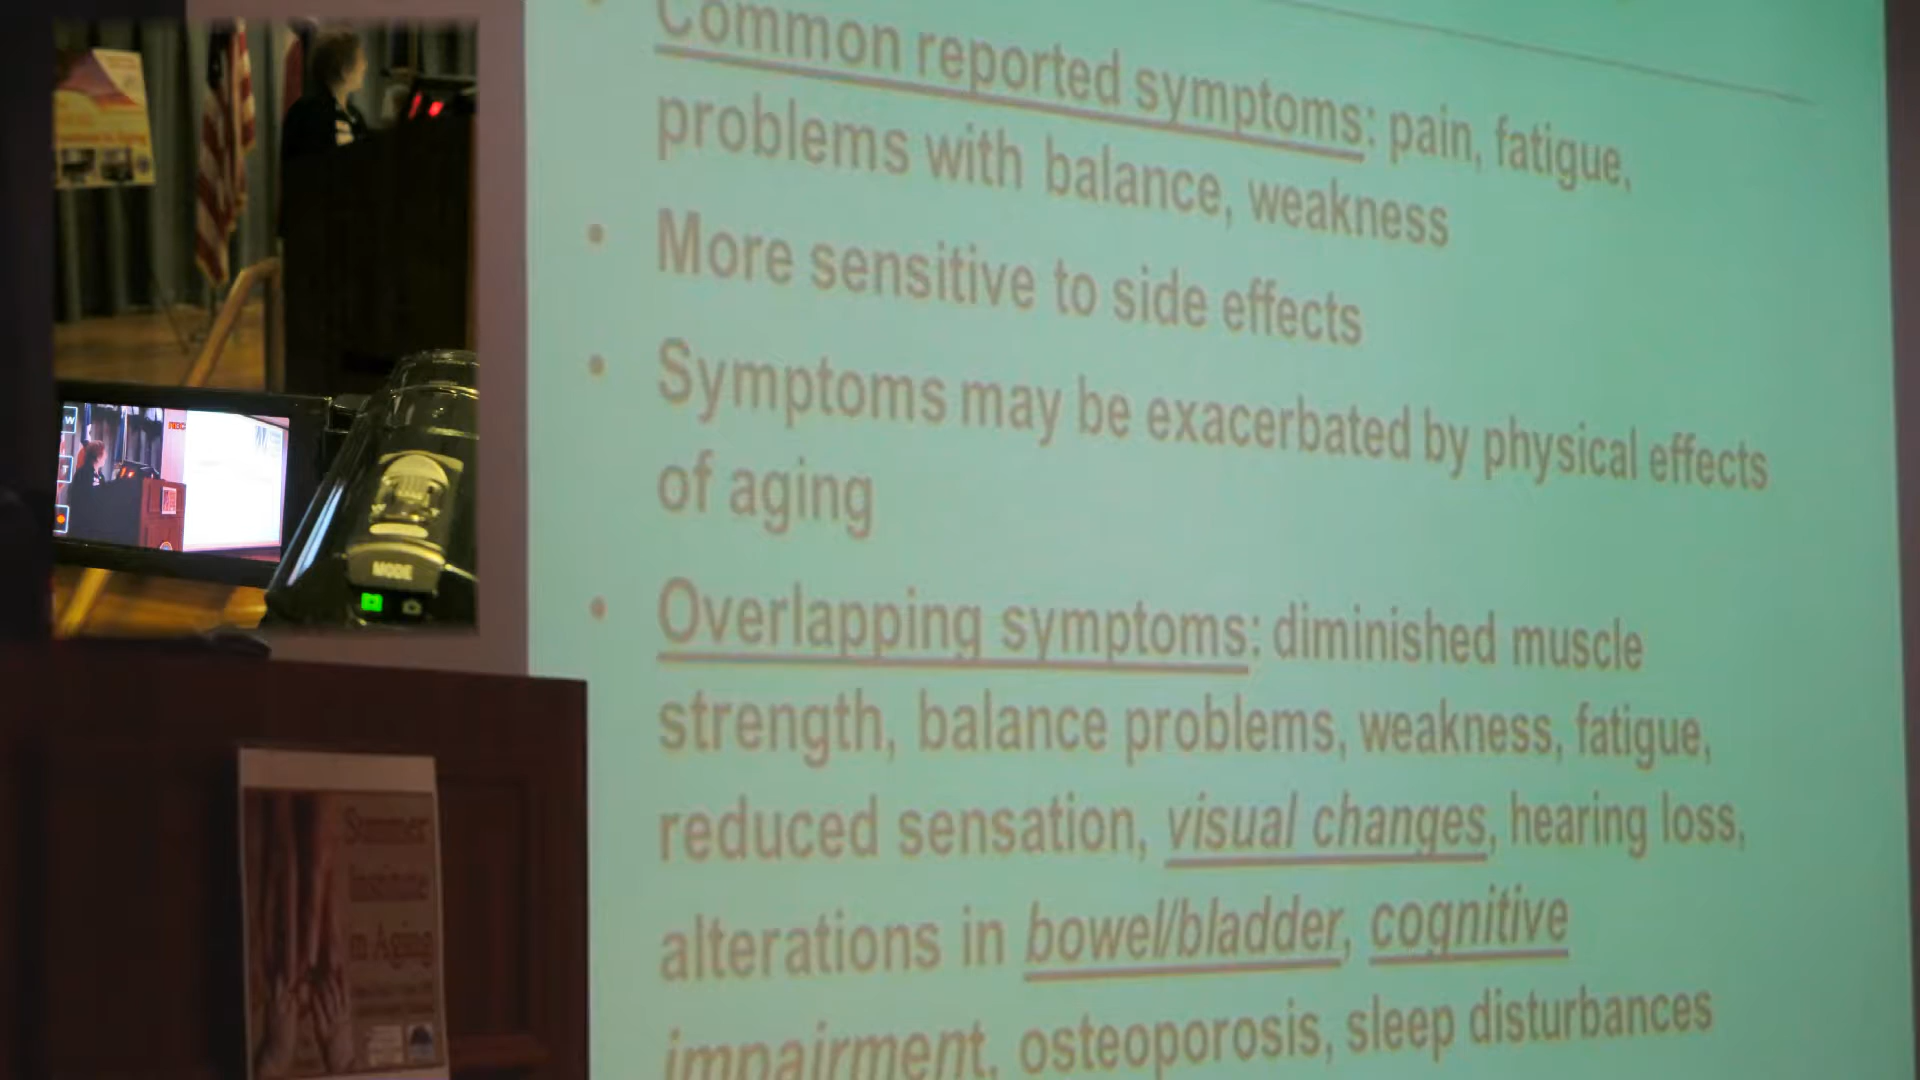 Common reported symptoms: pain, fatigue,
problems with balance, weakness
• More sensitive to side effects
• Symptoms may be exacerbated by physical effects
of aging
• Overlapping symptoms: diminished muscle
strength, balance problems, weakness, fatigue,
reduced sensation, visual changes, hearing loss,
alterations in bowel/bladder, cognitive
impairment, osteoporosis, sleep disturbances
W
T
MODE
Summer
Institute
Aging